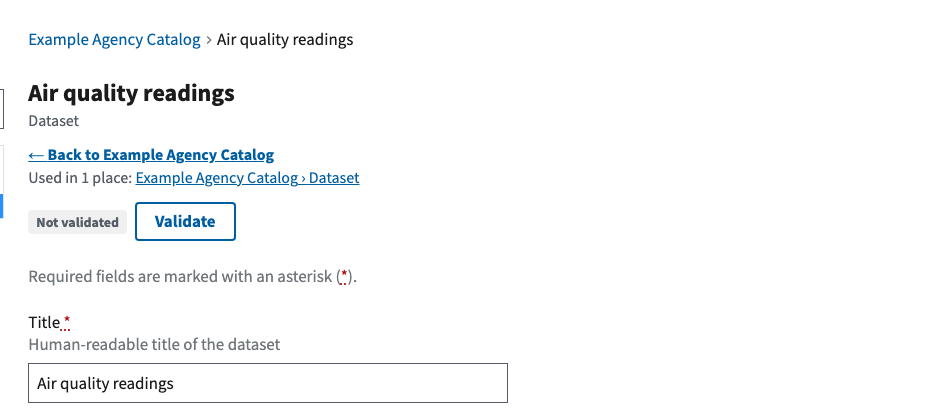 Example Agency Catalog › Air quality readings
Air quality readings
Dataset
← Back to Example Agency Catalog
Used in 1 place: Example Agency Catalog › Dataset
Not validated Validate
Required fields are marked with an asterisk (*).
Title *
Human-readable title of the dataset
Air quality readings